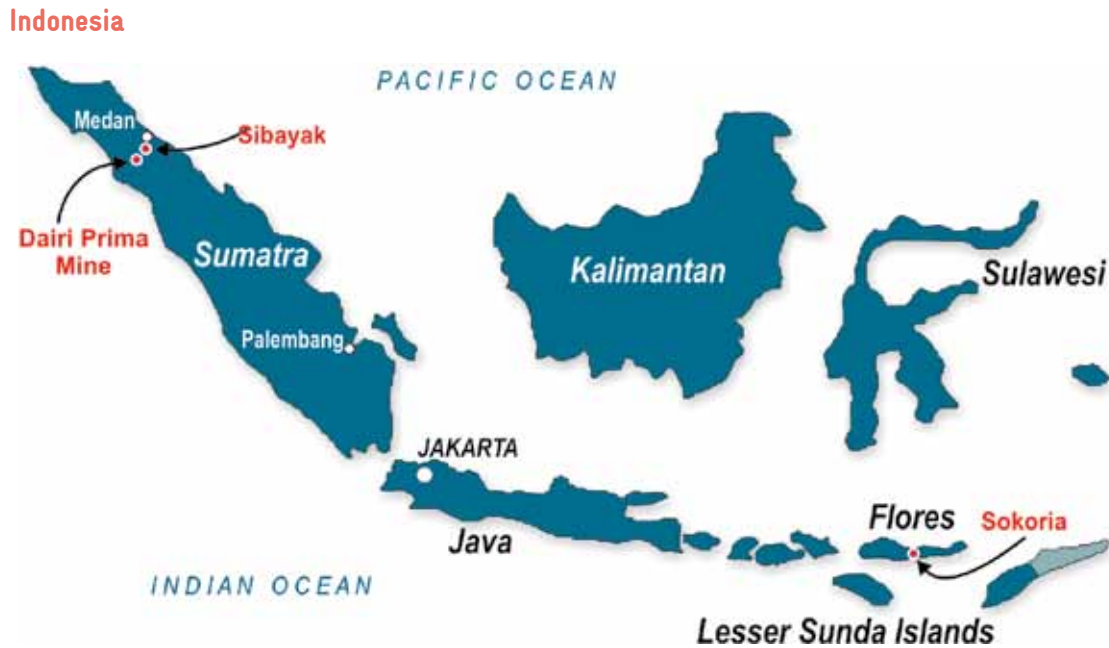 Indonesia
PACIFIC OCEAN
Medan
Sibayak
Dairi Prima
Mine
Sumatra
Kalimantan
Sulawesi
Palembang
JAKARTA
Java
Flores
Sokoria
INDIAN OCEAN
Lesser Sunda Islands